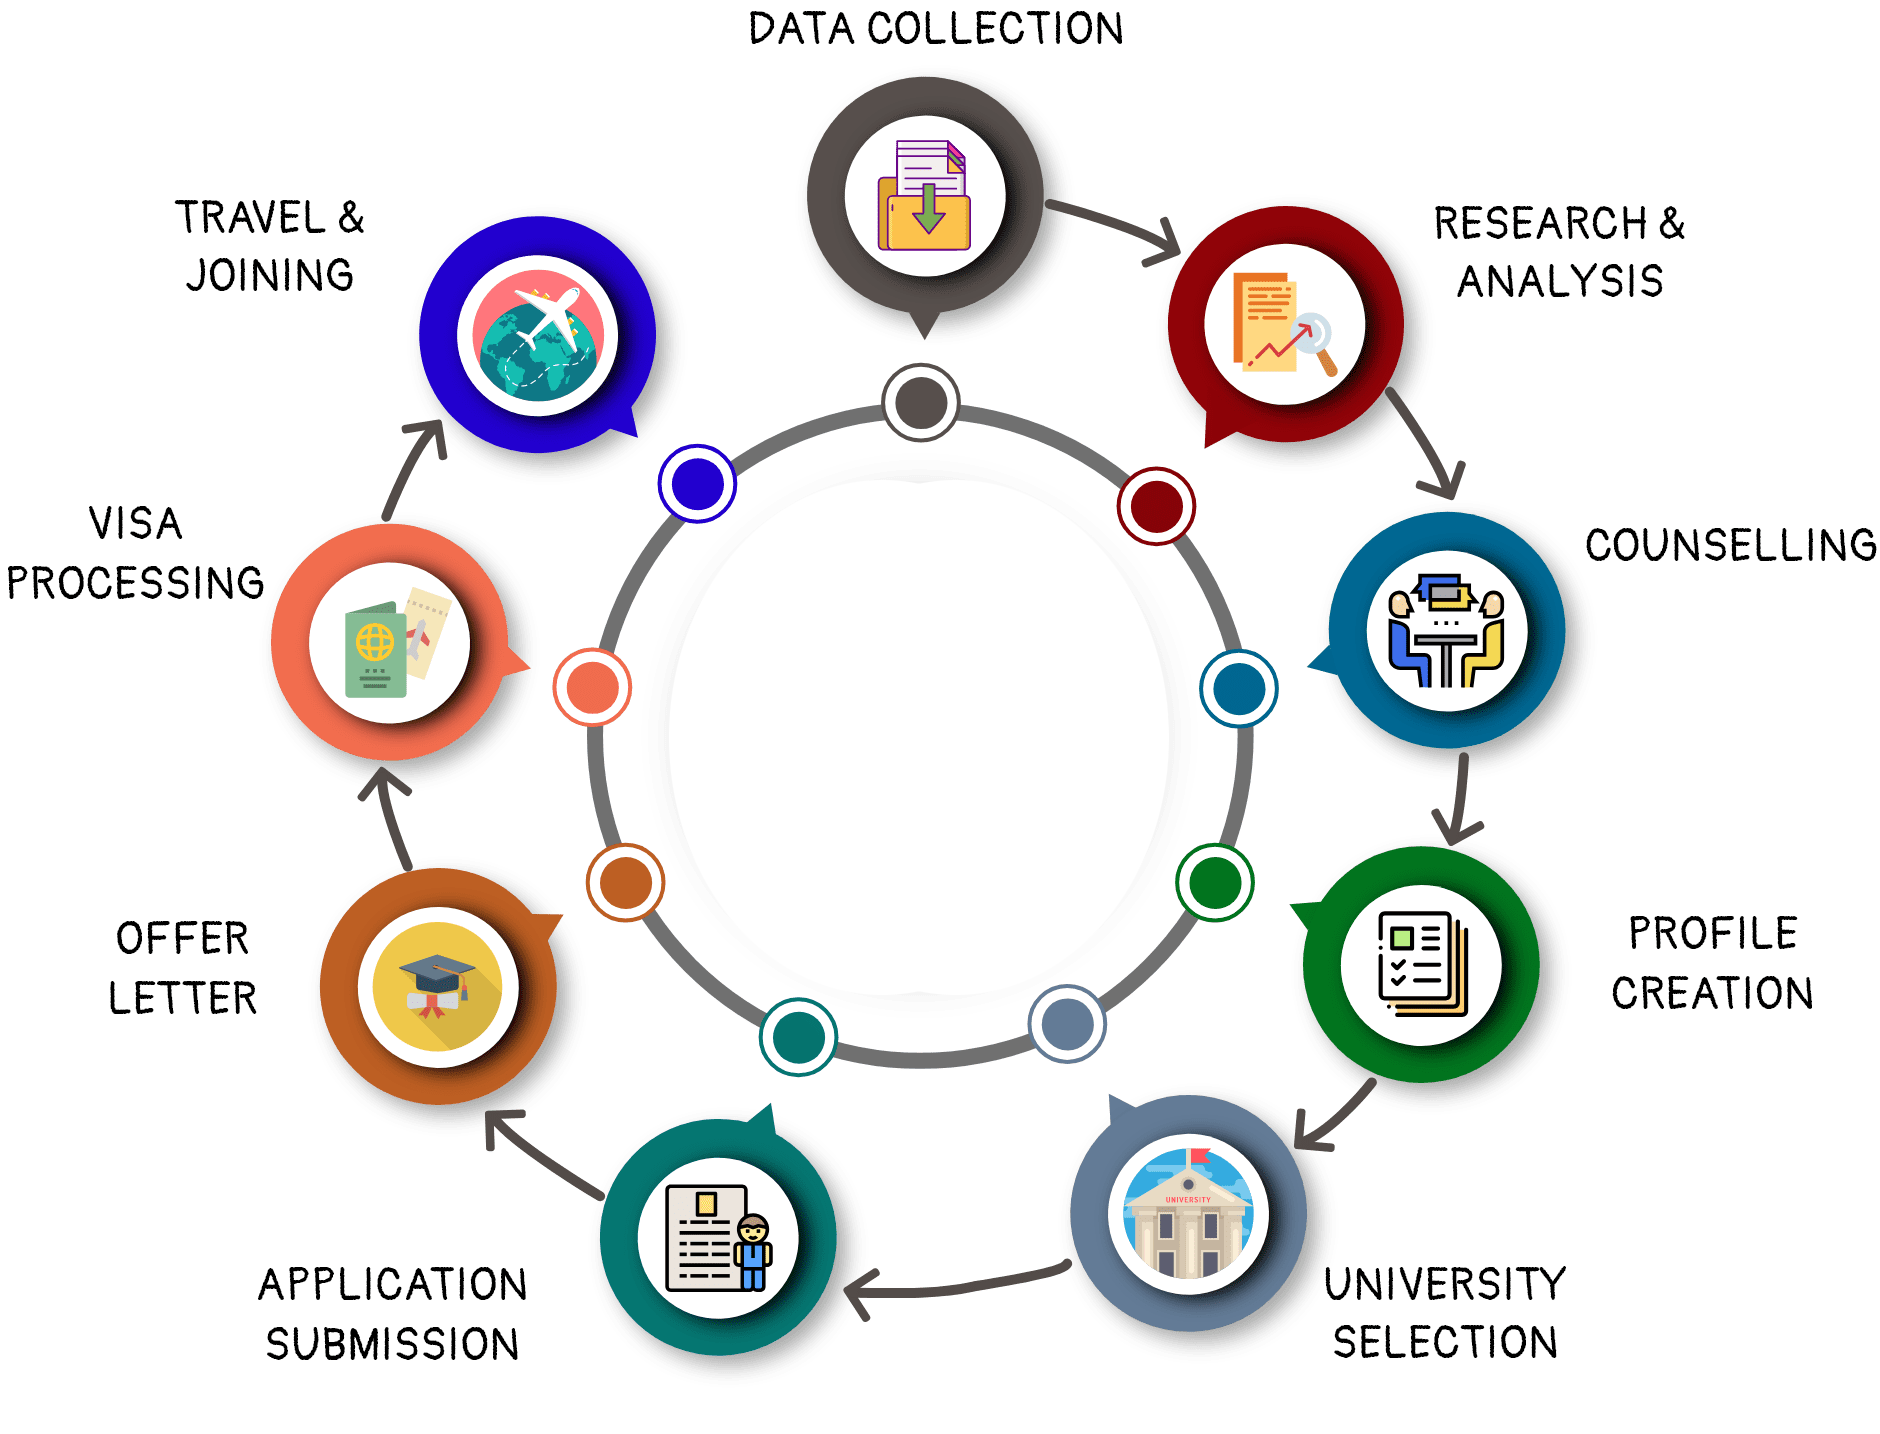 DATA COLLECTION
RESEARCH &
ANALYSIS
COUNSELLING
PROFILE
CREATION
UNIVERSITY
UNIVERSITY
SELECTION
APPLICATION
SUBMISSION
OFFER
LETTER
VISA
PROCESSING
TRAVEL &
JOINING